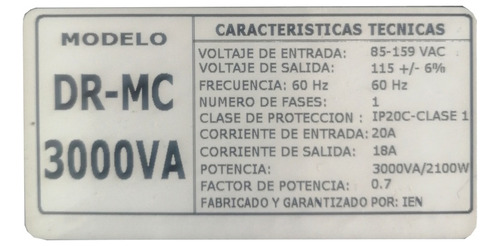 MODELO
DR-MC
3000VA
CARACTERISTICAS TECNICAS
VOLTAJE DE ENTRADA: 85-159 VAC
VOLTAJE DE SALIDA: 115 +/- 6%
FRECUENCIA: 60 Hz 60 Hz
NUMERO DE FASES: 1
CLASE DE PROTECCION : IP20C-CLASE 1
CORRIENTE DE ENTRADA: 20A
CORRIENTE DE SALIDA: 18A
POTENCIA: 3000VA/2100W
FACTOR DE POTENCIA: 0.7
FABRICADO Y GARANTIZADO POR: IEN